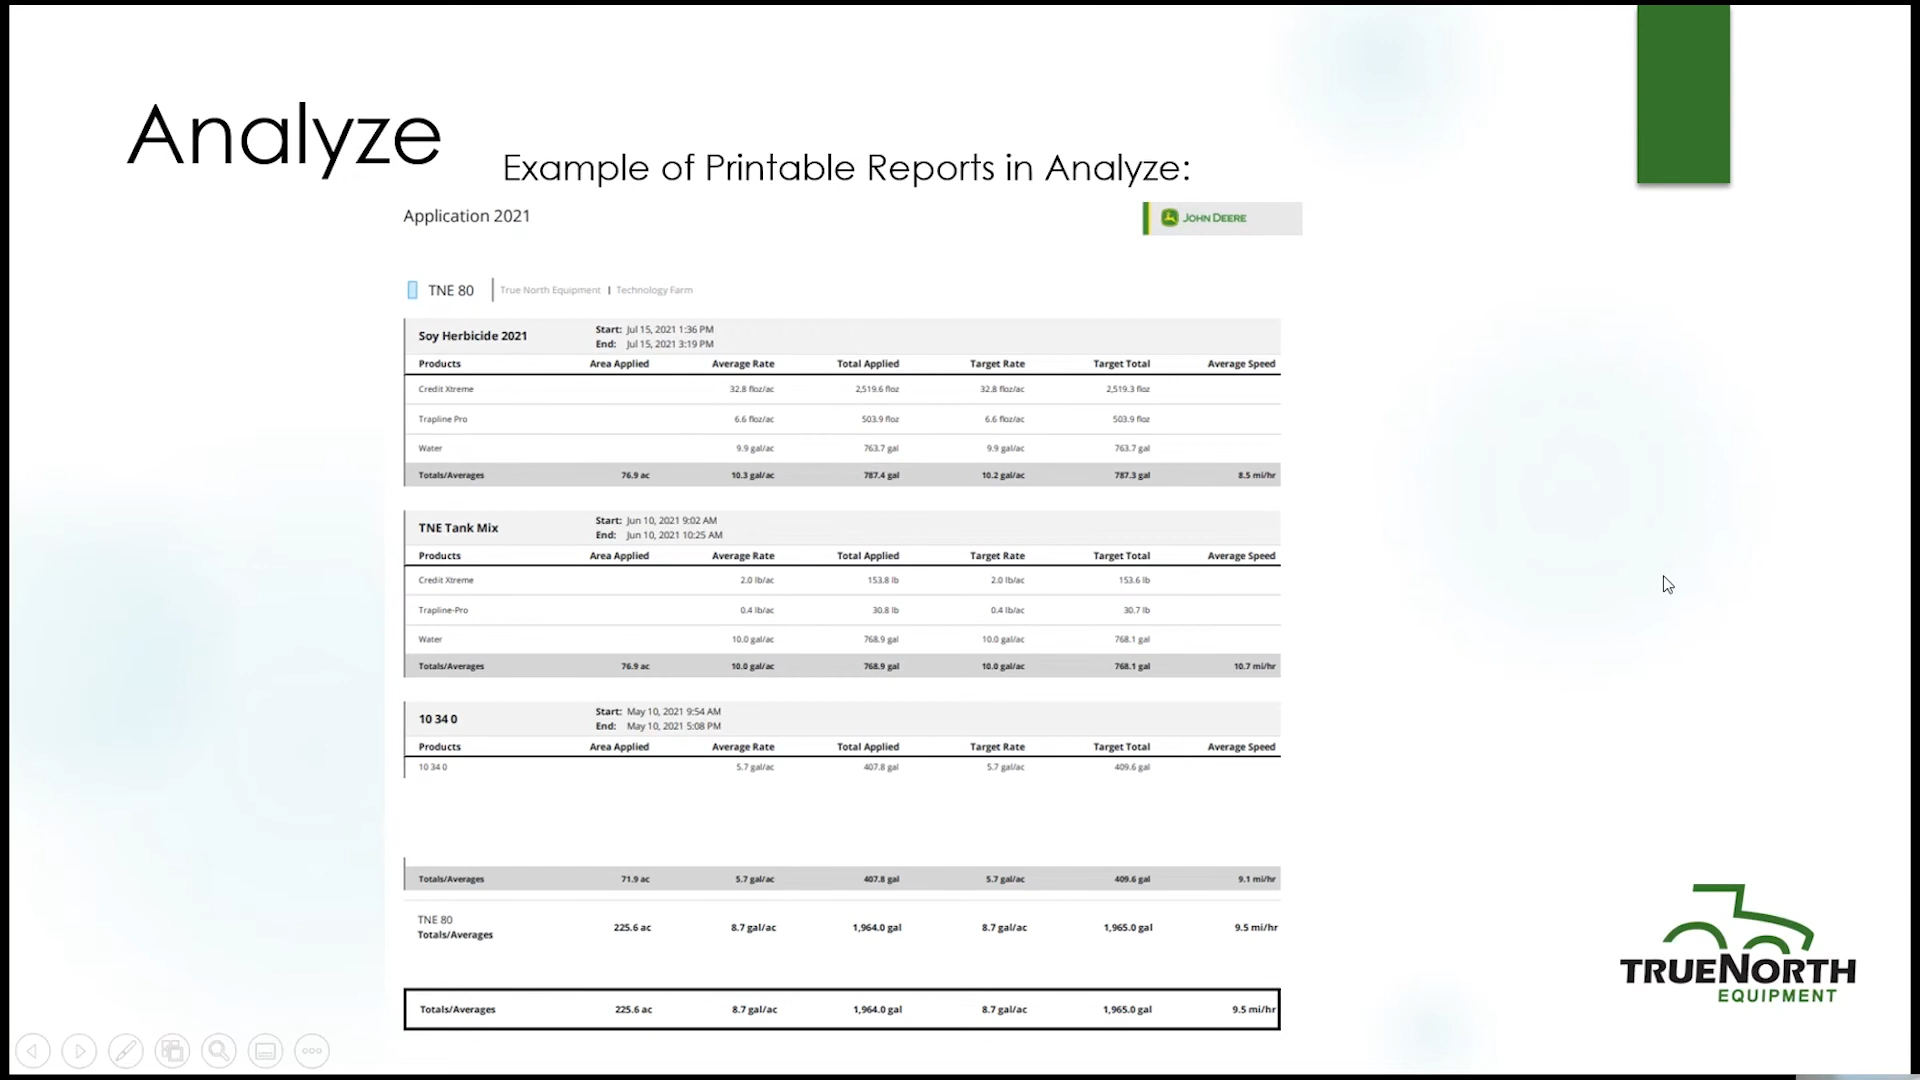 Analyze
Example of Printable Reports in Analyze:
Application 2021
JOHN DEERE
TNE 80 True North Equipment | Technology Farm
Soy Herbicide 2021 Start: Jul 15, 2021 1:36 PM
End: Jul 15, 2021 3:19 PM
Products Area Applied Average Rate Total Applied Target Rate Target Total Average Speed
Credit Xtreme 32.8 floz/ac 2,519.6 floz 32.8 floz/ac 2,519.3 floz
Trapline Pro 6.6 floz/ac 503.9 floz 6.6 floz/ac 503.9 floz
Water 9.9 gal/ac 763.7 gal 9.9 gal/ac 763.7 gal
Totals/Averages 76.9 ac 10.3 gal/ac 787.4 gal 10.2 gal/ac 787.3 gal 8.5 mi/hr
TNE Tank Mix Start: Jun 10, 2021 9:02 AM
End: Jun 10, 2021 10:25 AM
Products Area Applied Average Rate Total Applied Target Rate Target Total Average Speed
Credit Xtreme 2.0 lb/ac 153.8 lb 2.0 lb/ac 153.6 lb
Trapline-Pro 0.4 lb/ac 30.8 lb 0.4 lb/ac 30.7 lb
Water 10.0 gal/ac 768.9 gal 10.0 gal/ac 768.1 gal
Totals/Averages 76.9 ac 10.0 gal/ac 768.9 gal 10.0 gal/ac 768.1 gal 10.7 mi/hr
10 34 0 Start: May 10, 2021 9:54 AM
End: May 10, 2021 5:08 PM
Products Area Applied Average Rate Total Applied Target Rate Target Total Average Speed
10 34 0 5.7 gal/ac 407.8 gal 5.7 gal/ac 409.6 gal
Totals/Averages 71.9 ac 5.7 gal/ac 407.8 gal 5.7 gal/ac 409.6 gal 9.1 mi/hr
TNE 80
Totals/Averages 225.6 ac 8.7 gal/ac 1,964.0 gal 8.7 gal/ac 1,965.0 gal 9.5 mi/hr
Totals/Averages 225.6 ac 8.7 gal/ac 1,964.0 gal 8.7 gal/ac 1,965.0 gal 9.5 mi/hr
TRUENORTH
EQUIPMENT